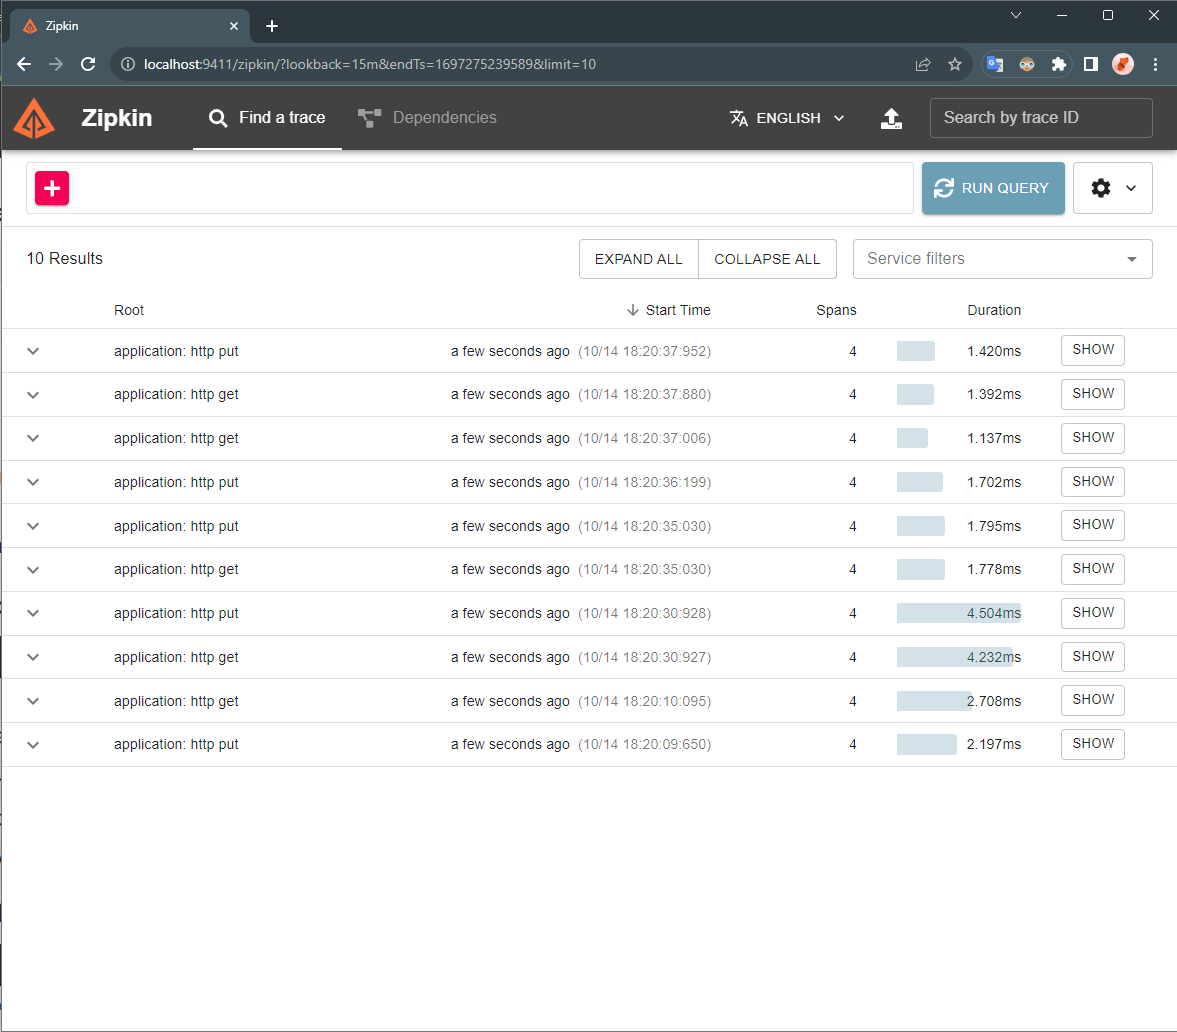 Zipkin
localhost:9411/zipkin/?lookback=15m&endTs=1697275239589&limit=10
Zipkin
Find a trace
Dependencies
ENGLISH
Search by trace ID
RUN QUERY
10 Results
EXPAND ALL
COLLAPSE ALL
Service filters
Root Start Time Spans Duration
application: http put a few seconds ago (10/14 18:20:37:952) 4 1.420ms SHOW
application: http get a few seconds ago (10/14 18:20:37:880) 4 1.392ms SHOW
application: http get a few seconds ago (10/14 18:20:37:006) 4 1.137ms SHOW
application: http put a few seconds ago (10/14 18:20:36:199) 4 1.702ms SHOW
application: http put a few seconds ago (10/14 18:20:35:030) 4 1.795ms SHOW
application: http get a few seconds ago (10/14 18:20:35:030) 4 1.778ms SHOW
application: http put a few seconds ago (10/14 18:20:30:928) 4 4.504ms SHOW
application: http get a few seconds ago (10/14 18:20:30:927) 4 4.232ms SHOW
application: http get a few seconds ago (10/14 18:20:10:095) 4 2.708ms SHOW
application: http put a few seconds ago (10/14 18:20:09:650) 4 2.197ms SHOW